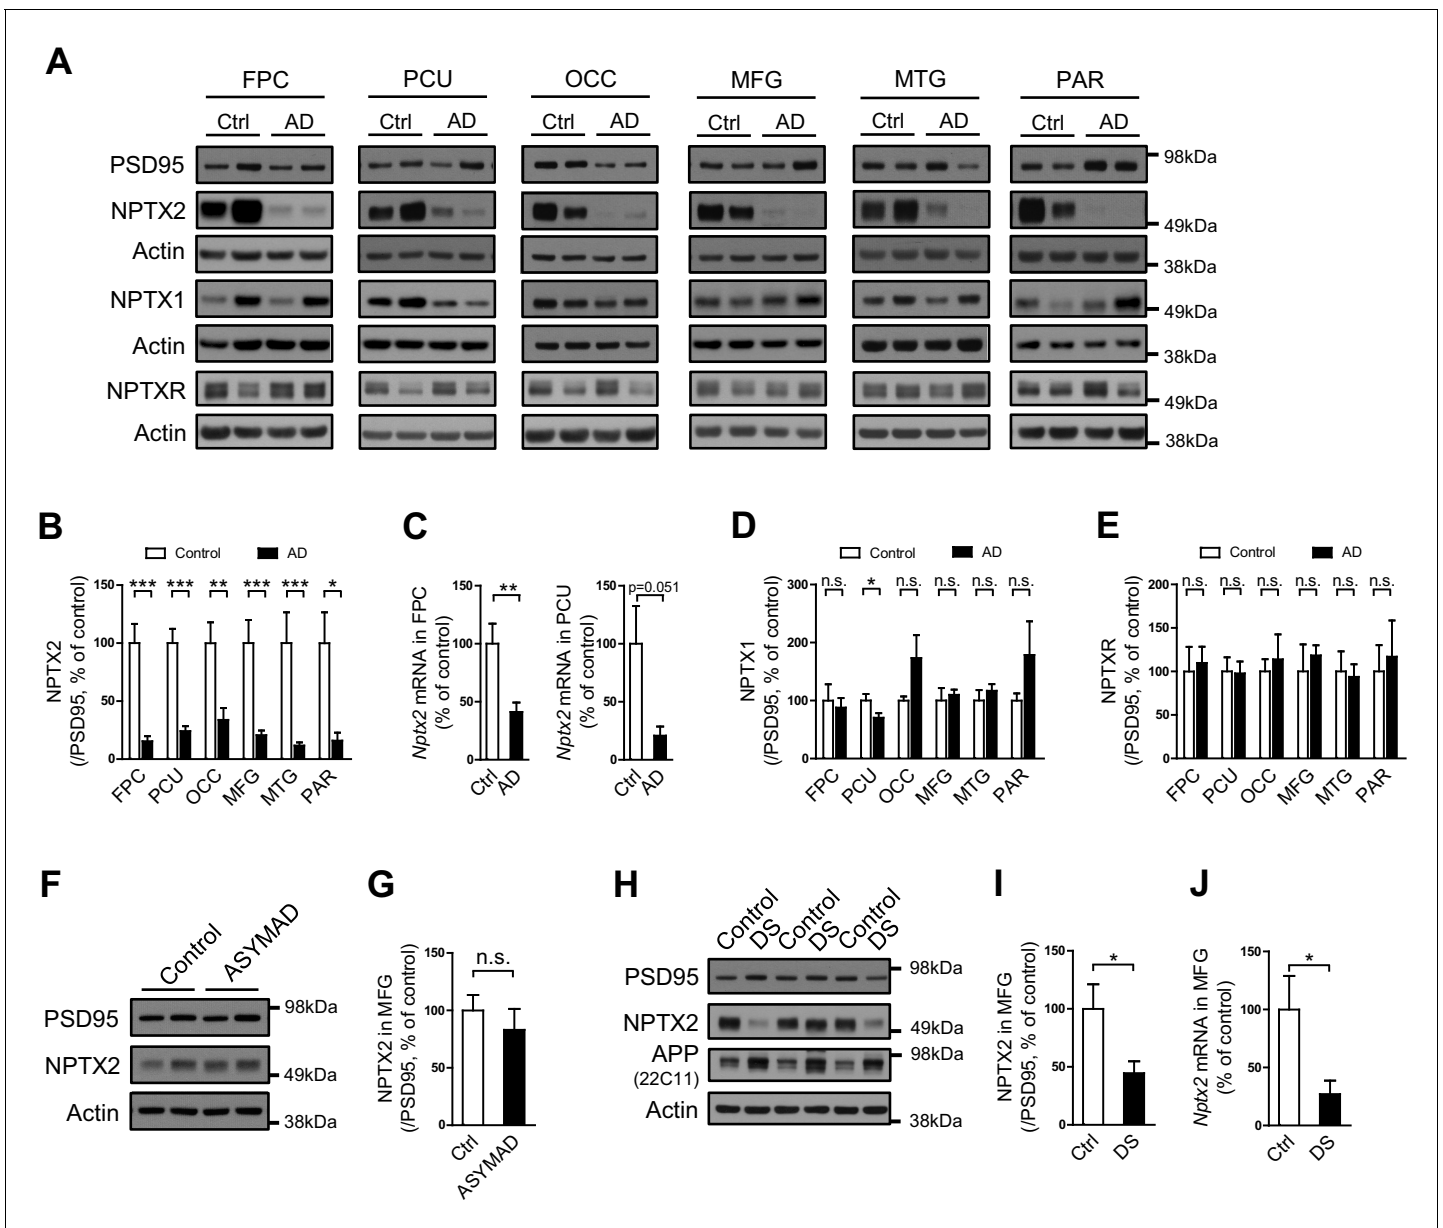 A
FPC PCU OCC MFG MTG PAR
Ctrl AD Ctrl AD Ctrl AD Ctrl AD Ctrl AD Ctrl AD
PSD95 98kDa
NPTX2 49kDa
Actin 38kDa
NPTX1 49kDa
Actin 38kDa
NPTXR 49kDa
Actin 38kDa
B
Control AD
NPTX2
(/PSD95, % of control)
150
100
50
0
*** *** ** *** *** *
FPC PCU OCC MFG MTG PAR
C
Nptx2 mRNA in FPC
(% of control)
150
100
50
0
**
Ctrl AD
Nptx2 mRNA in PCU
(% of control)
150
100
50
0
p=0.051
Ctrl AD
D
Control AD
NPTX1
(/PSD95, % of control)
300
200
100
0
n.s. * n.s. n.s. n.s. n.s.
FPC PCU OCC MFG MTG PAR
E
Control AD
NPTXR
(/PSD95, % of control)
200
150
100
50
0
n.s. n.s. n.s. n.s. n.s. n.s.
FPC PCU OCC MFG MTG PAR
F
Control ASYMAD
PSD95 98kDa
NPTX2 49kDa
Actin 38kDa
G
NPTX2 in MFG
(/PSD95, % of control)
150
100
50
0
n.s.
Ctrl ASYMAD
H
Control DS Control DS Control DS
PSD95 98kDa
NPTX2 49kDa
APP 98kDa
(22C11)
Actin 38kDa
I
NPTX2 in MFG
(/PSD95, % of control)
150
100
50
0
*
Ctrl DS
J
Nptx2 mRNA in MFG
(% of control)
150
100
50
0
*
Ctrl DS